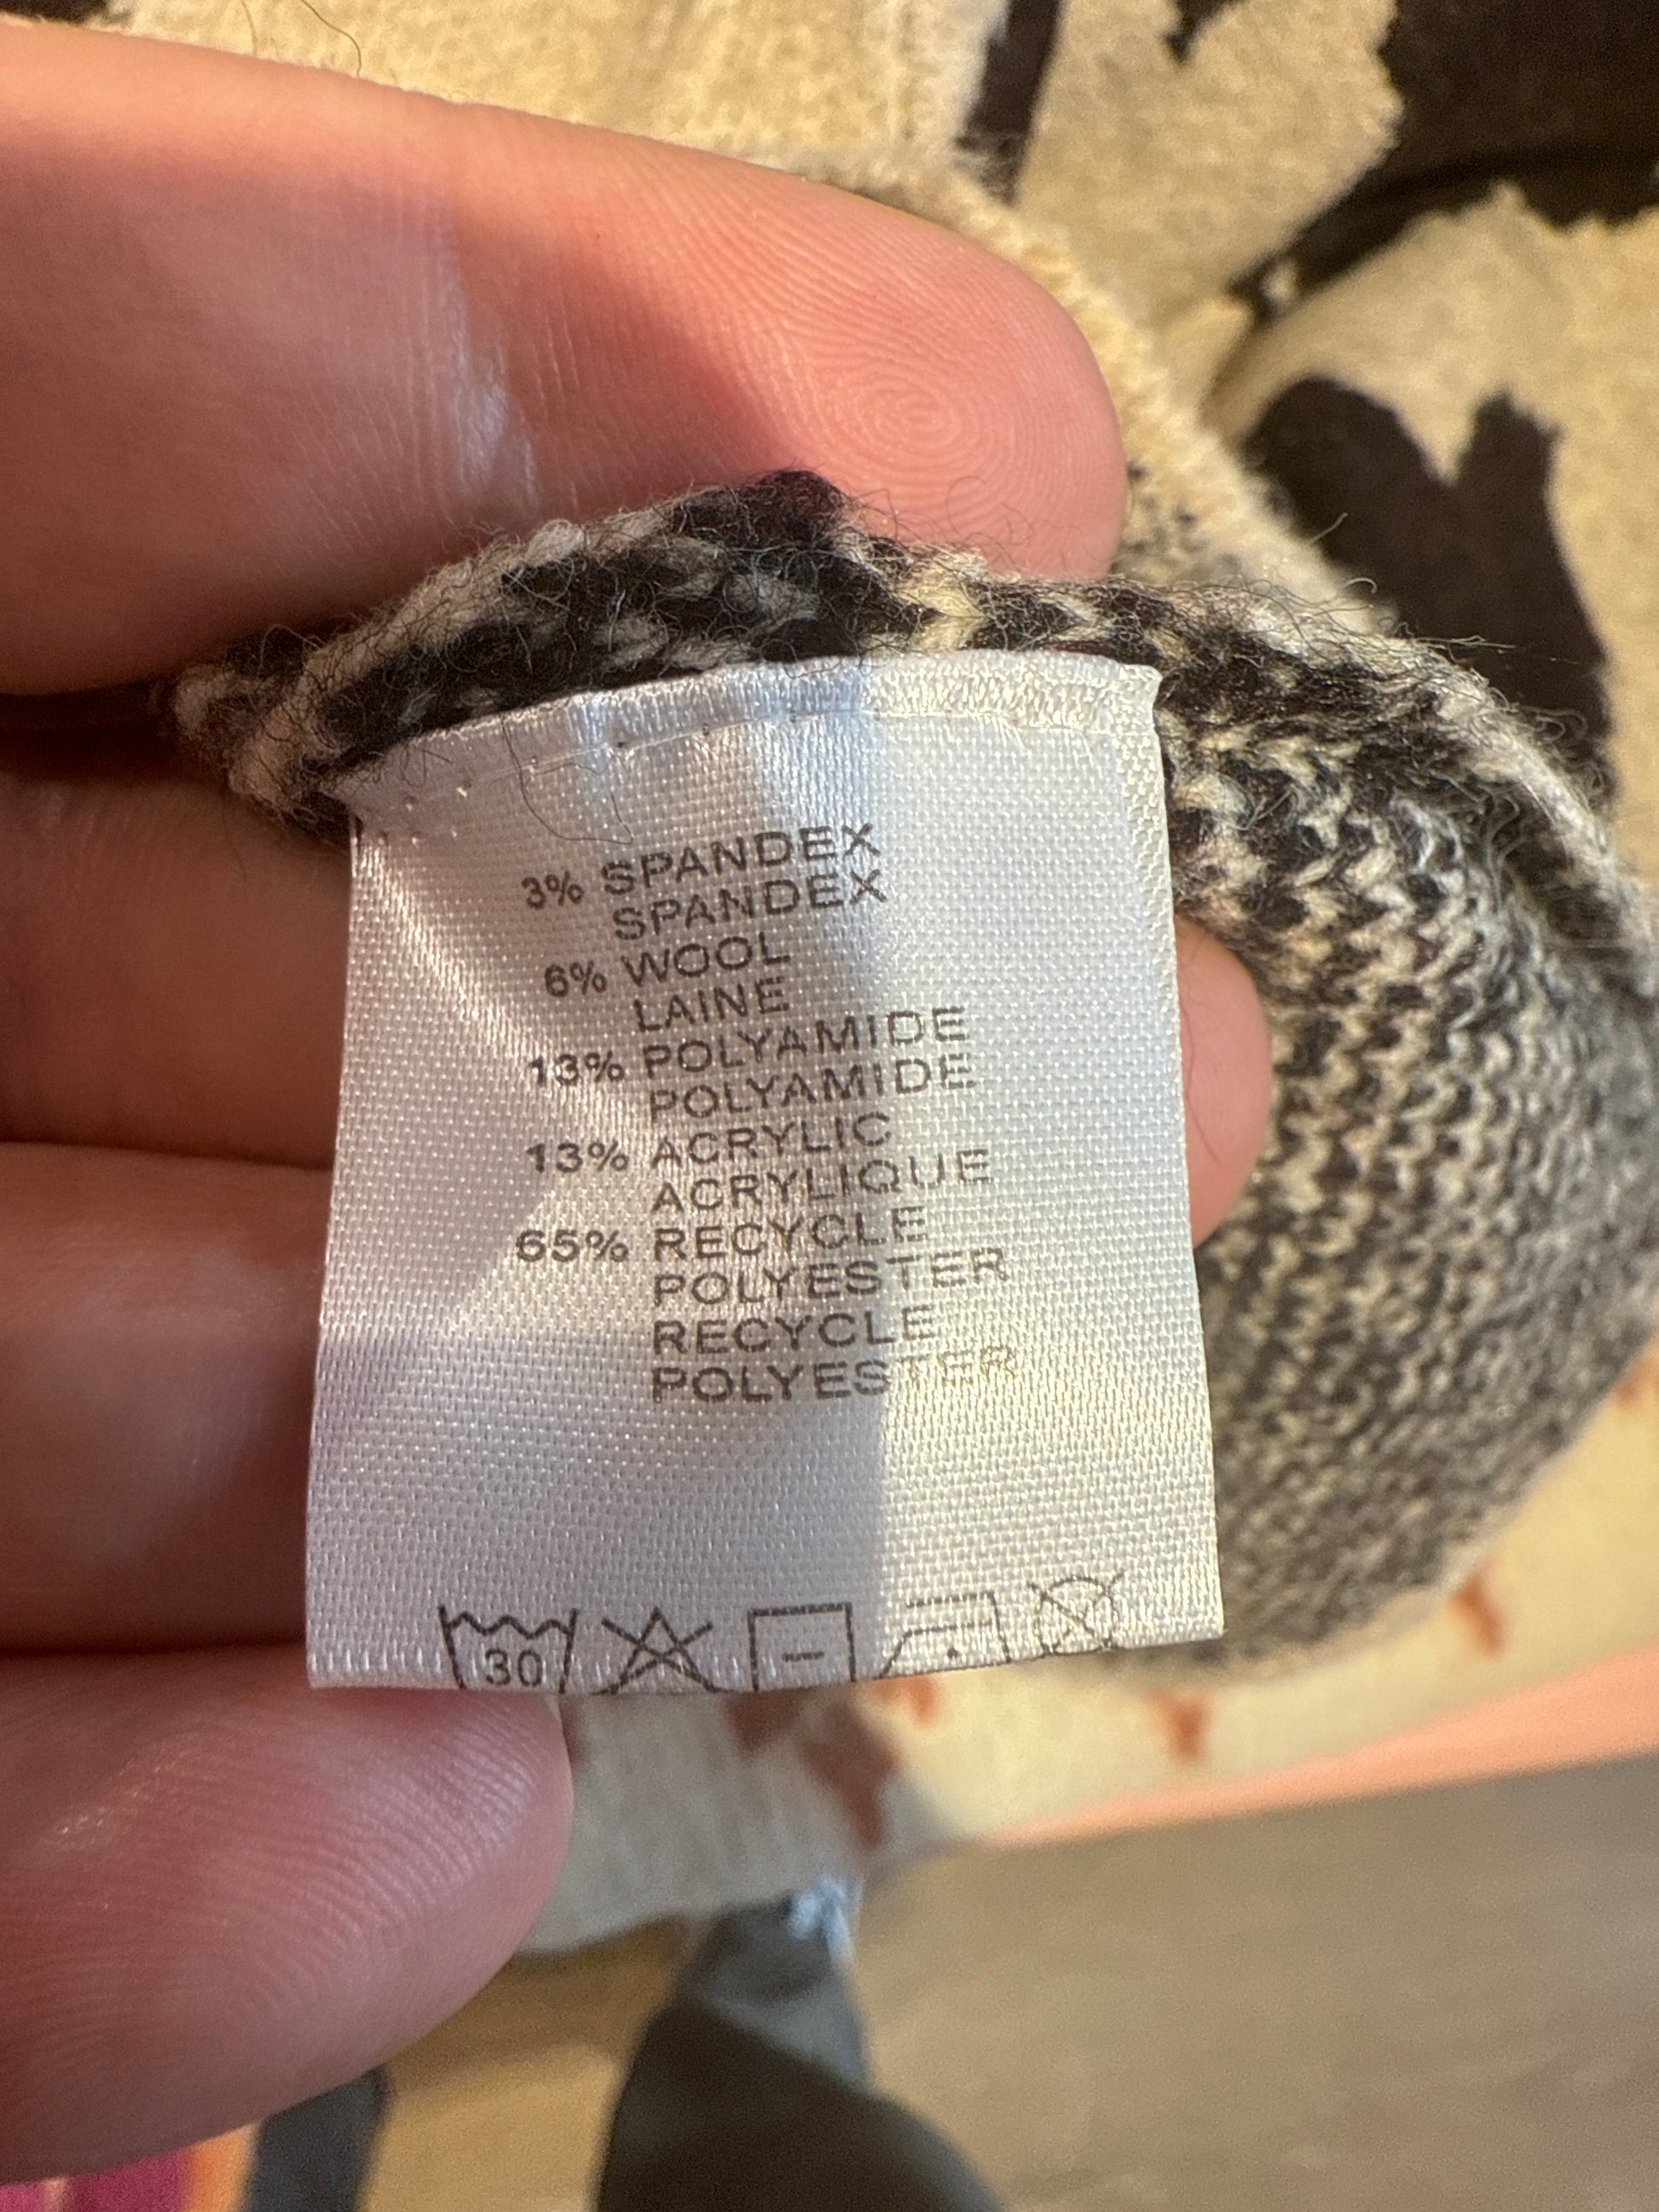 3% SPANDEX
SPANDEX
6% WOOL
LAINE
13% POLYAMIDE
POLYAMIDE
13% ACRYLIC
ACRYLIQUE
65% RECYCLE
POLYESTER
RECYCLE
POLYESTER
30